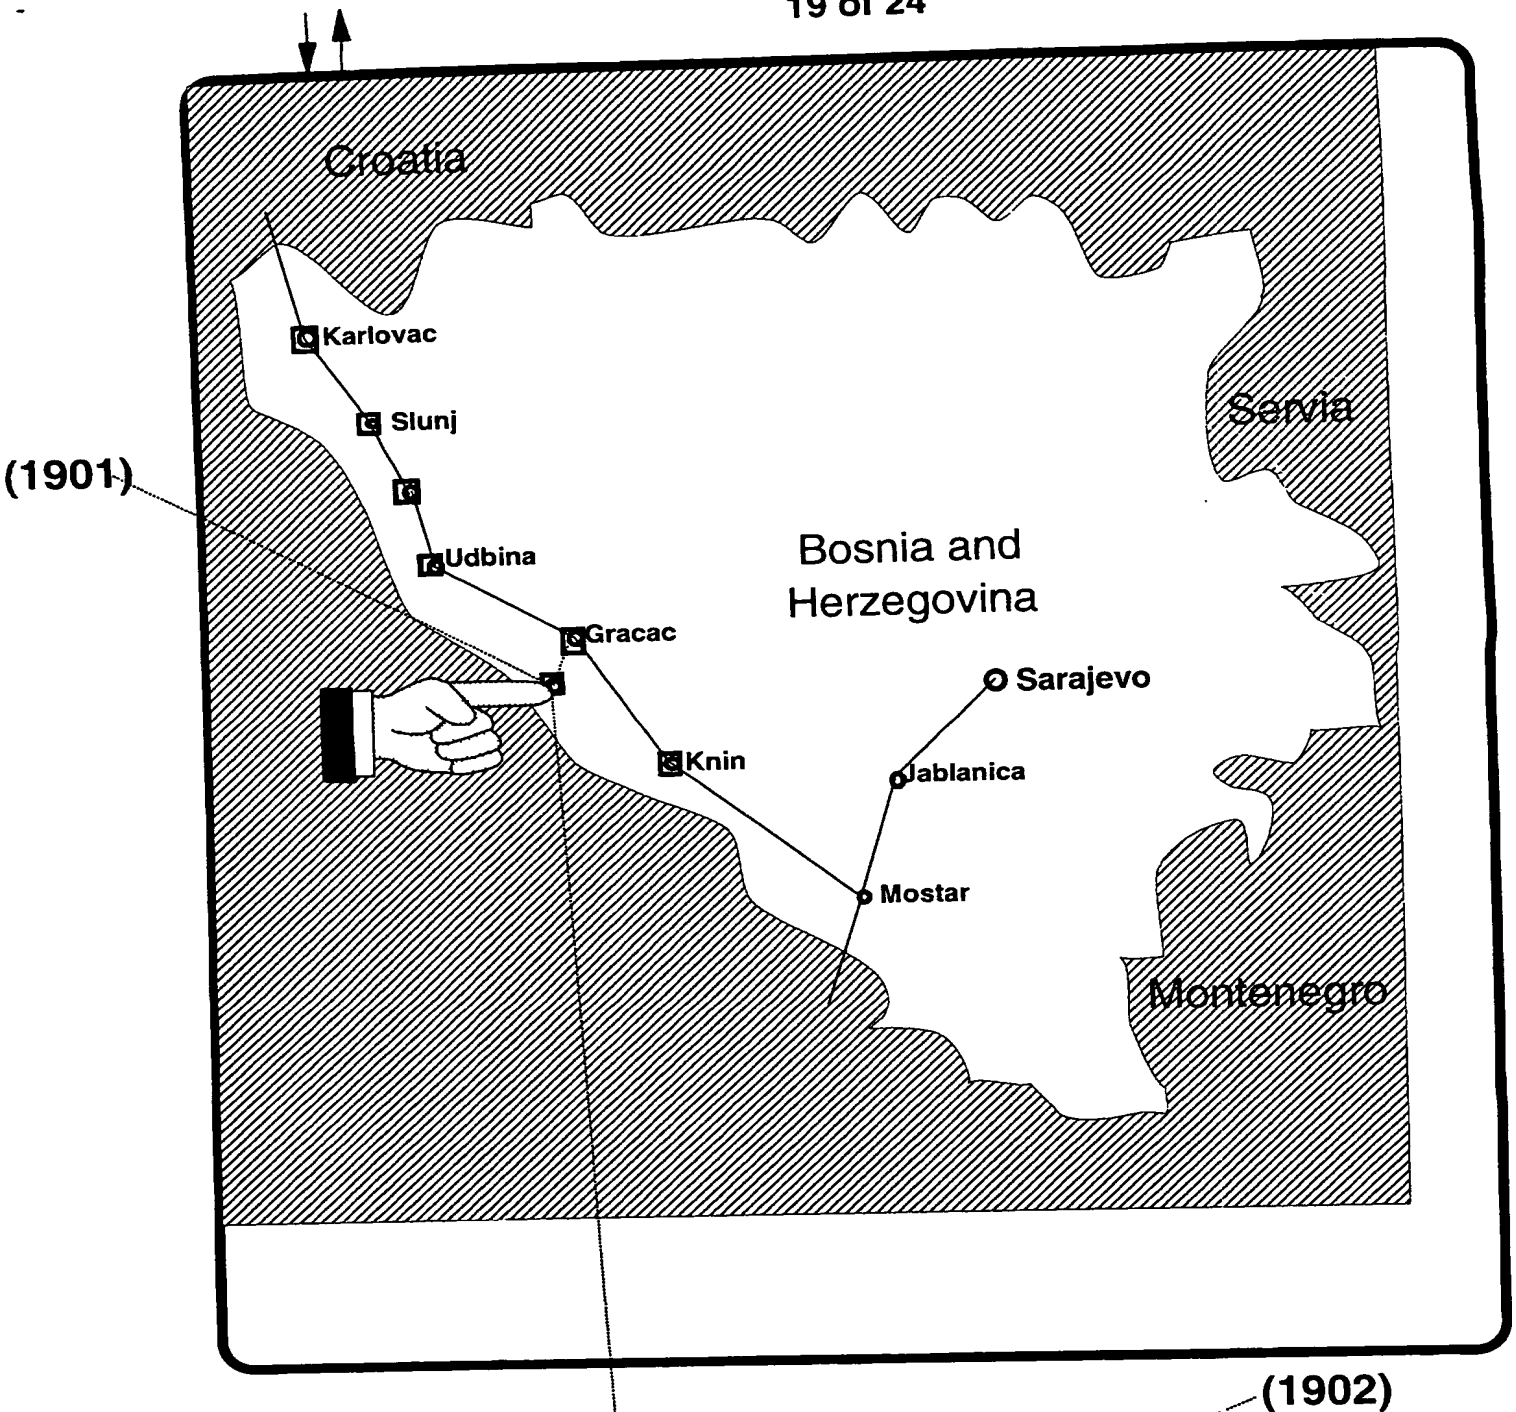 19 of 24
Croatia
Karlovac
Slunj
Servia
(1901)
Bosnia and
Herzegovina
Udbina
Gracac
Sarajevo
Knin
Jablanica
Mostar
Montenegro
(1902)